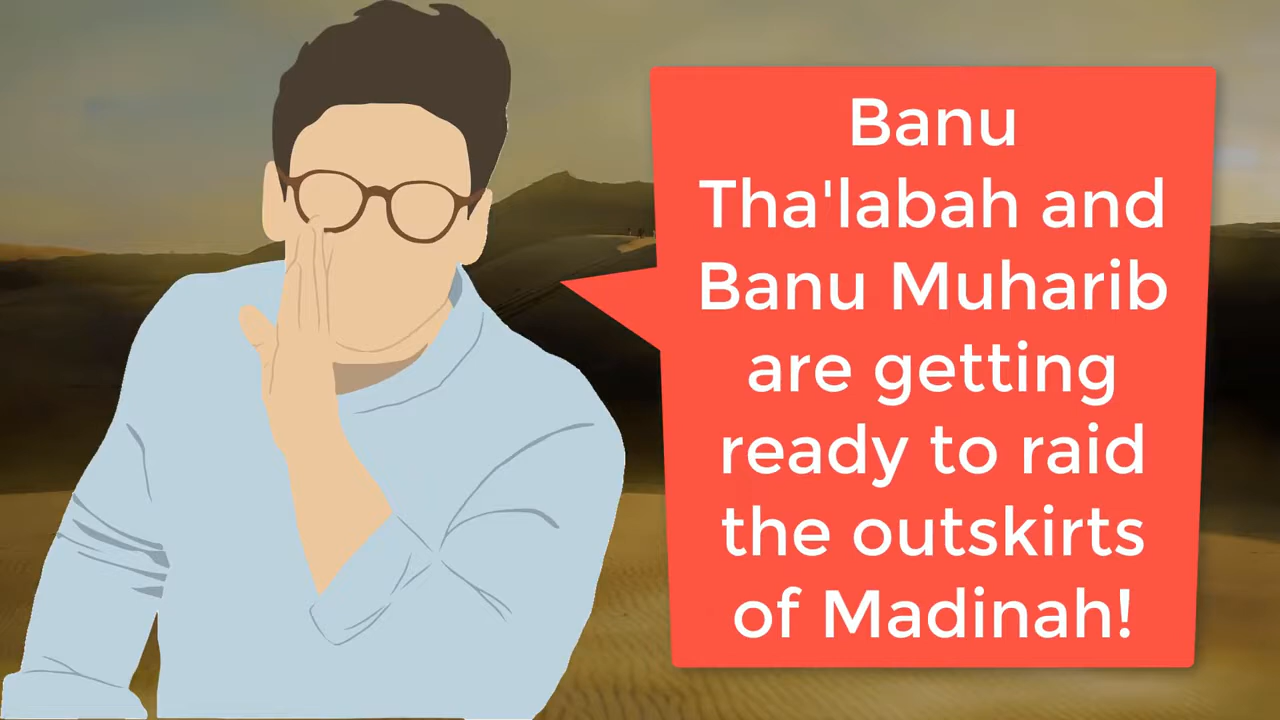 Banu
Tha'labah and
Banu Muharib
are getting
ready to raid
the outskirts
of Madinah!